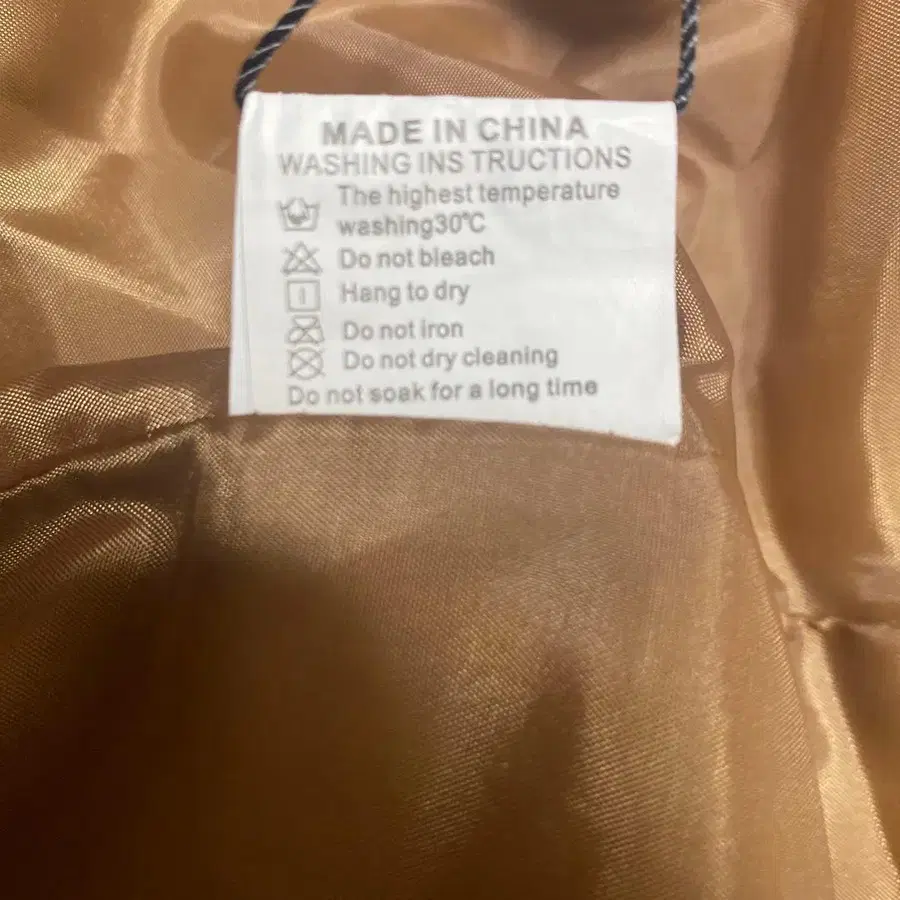 MADE IN CHINA
WASHING INS TRUCTIONS
The highest temperature
washing30℃
Do not bleach
Hang to dry
Do not iron
Do not dry cleaning
Do not soak for a long time